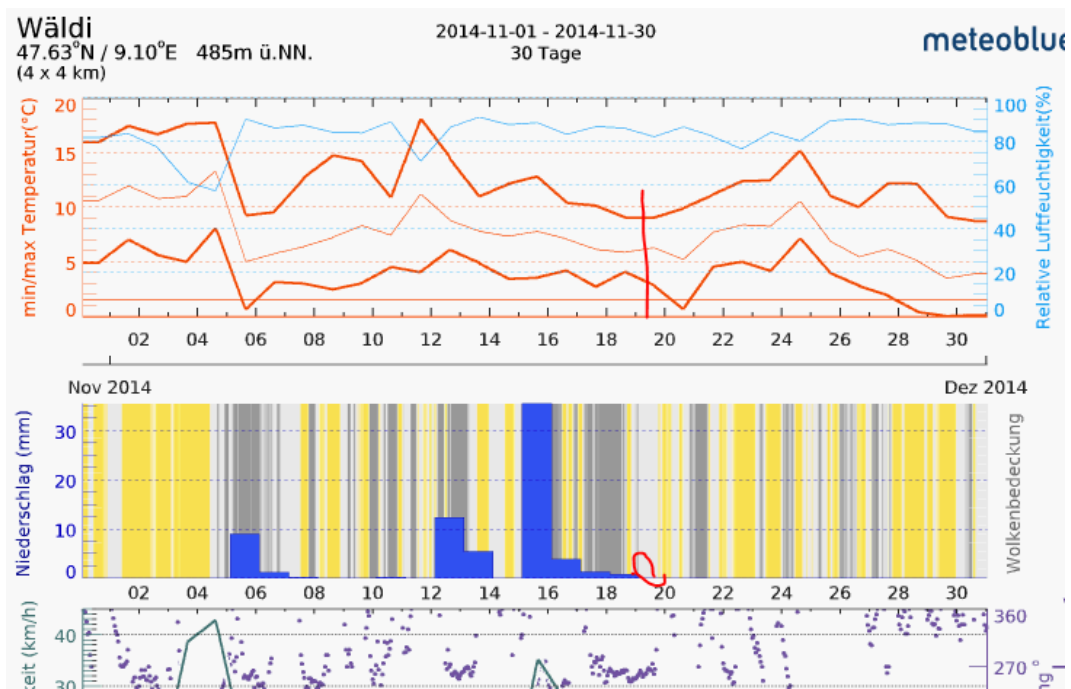 Wäldi
47.63°N / 9.10°E 485m ü.NN.
(4 x 4 km)
2014-11-01 - 2014-11-30
30 Tage
meteoblue
min/max Temperatur(°C)
20
15
10
5
0
Relative Luftfeuchtigkeit(%)
100
80
60
40
20
0
02 04 06 08 10 12 14 16 18 20 22 24 26 28 30
Nov 2014 Dez 2014
Niederschlag (mm)
30
20
10
0
Wolkenbedeckung
02 04 06 08 10 12 14 16 18 20 22 24 26 28 30
eit (km/h)
40
30
360
270
ng °